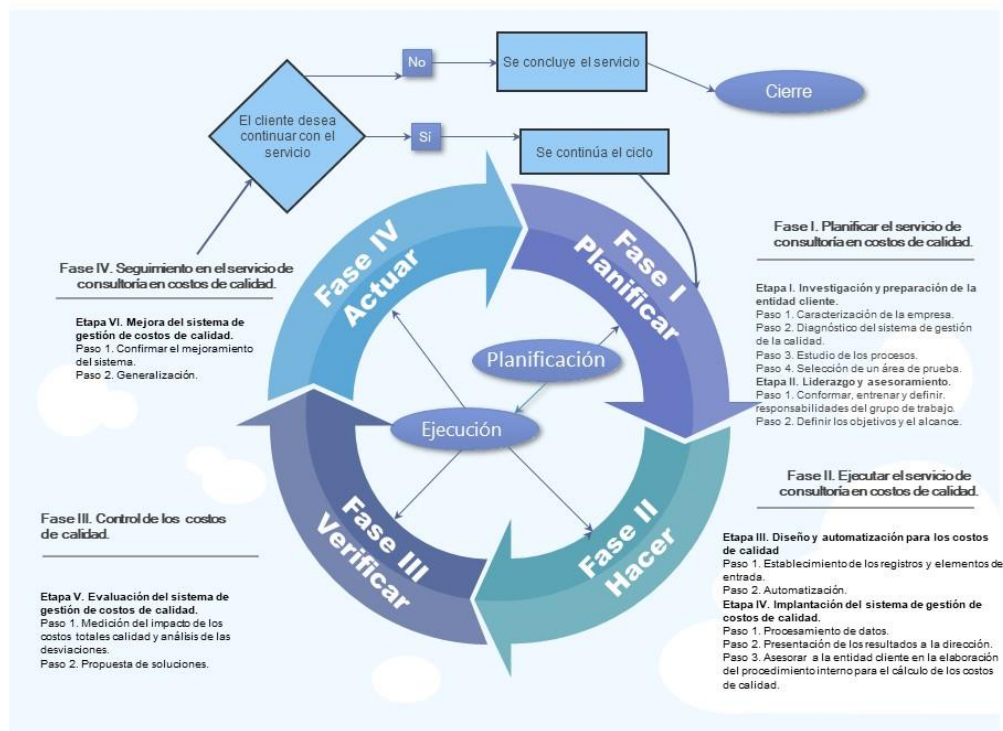 No
Se concluye el servicio
Cierre
El cliente desea
continuar con el
servicio
Sí
Se continúa el ciclo
Fase I
Planificar
Fase II
Hacer
Fase III
Verificar
Fase IV
Actuar
Planificación
Ejecución
Fase I. Planificar el servicio de
consultoría en costos de calidad.
Etapa I. Investigación y preparación de la
entidad cliente.
Paso 1. Caracterización de la empresa.
Paso 2. Diagnóstico del sistema de gestión
de la calidad.
Paso 3. Estudio de los procesos.
Paso 4. Selección de un área de prueba.
Etapa II. Liderazgo y asesoramiento.
Paso 1. Conformar, entrenar y definir.
responsabilidades del grupo de trabajo.
Paso 2. Definir los objetivos y el alcance.
Fase II. Ejecutar el servicio de
consultoría en costos de calidad.
Etapa III. Diseño y automatización para los costos
de calidad
Paso 1. Establecimiento de los registros y elementos de
entrada.
Paso 2. Automatización.
Etapa IV. Implantación del sistema de gestión de
costos de calidad.
Paso 1. Procesamiento de datos.
Paso 2. Presentación de los resultados a la dirección.
Paso 3. Asesorar a la entidad cliente en la elaboración
del procedimiento interno para el cálculo de los costos
de calidad.
Fase III. Control de los costos
de calidad.
Etapa V. Evaluación del sistema de
gestión de costos de calidad.
Paso 1. Medición del impacto de los
costos totales calidad y análisis de las
desviaciones.
Paso 2. Propuesta de soluciones.
Fase IV. Seguimiento en el servicio de
consultoría en costos de calidad.
Etapa VI. Mejora del sistema de
gestión de costos de calidad.
Paso 1. Confirmar el mejoramiento
del sistema.
Paso 2. Generalización.